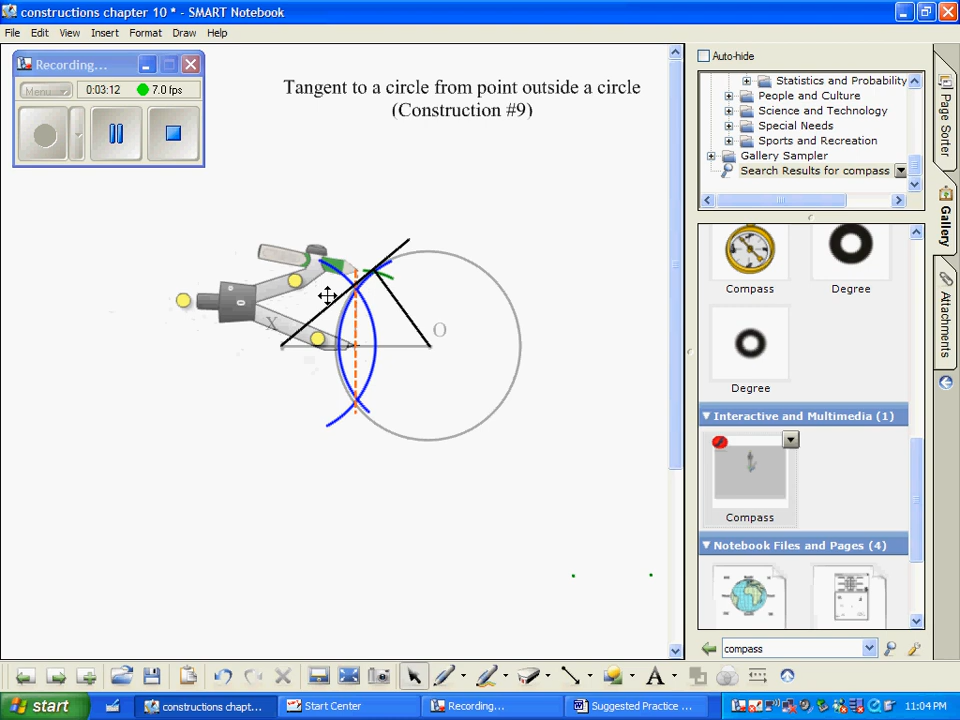 constructions chapter 10 * - SMART Notebook
File Edit View Insert Format Draw Help
Recording...
Menu
0:03:12
7.0 fps
Tangent to a circle from point outside a circle
(Construction #9)
X
O
Auto-hide
Statistics and Probability
People and Culture
Science and Technology
Special Needs
Sports and Recreation
Gallery Sampler
Search Results for compass
Page Sorter
Gallery
Attachments
Compass
Degree
Degree
Interactive and Multimedia (1)
Compass
Notebook Files and Pages (4)
compass
A
start
constructions chapt...
Start Center
Recording...
Suggested Practice ...
11:04 PM